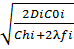 √(2DiC0i / (Chi+2λfi))